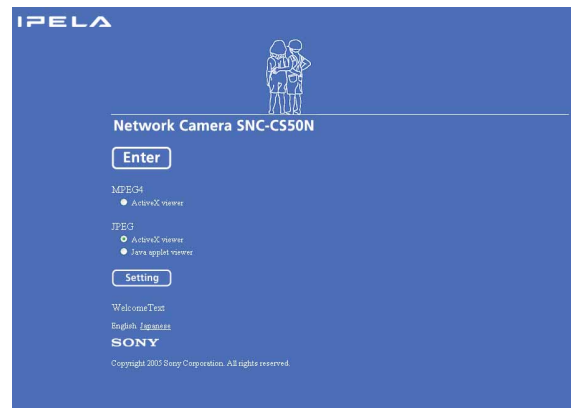 IPELA
Network Camera SNC-CS50N
Enter
MPEG4
ActiveX viewer
JPEG
ActiveX viewer
Java applet viewer
Setting
WelcomeText
English Japanese
SONY
Copyright 2005 Sony Corporation. All rights reserved.